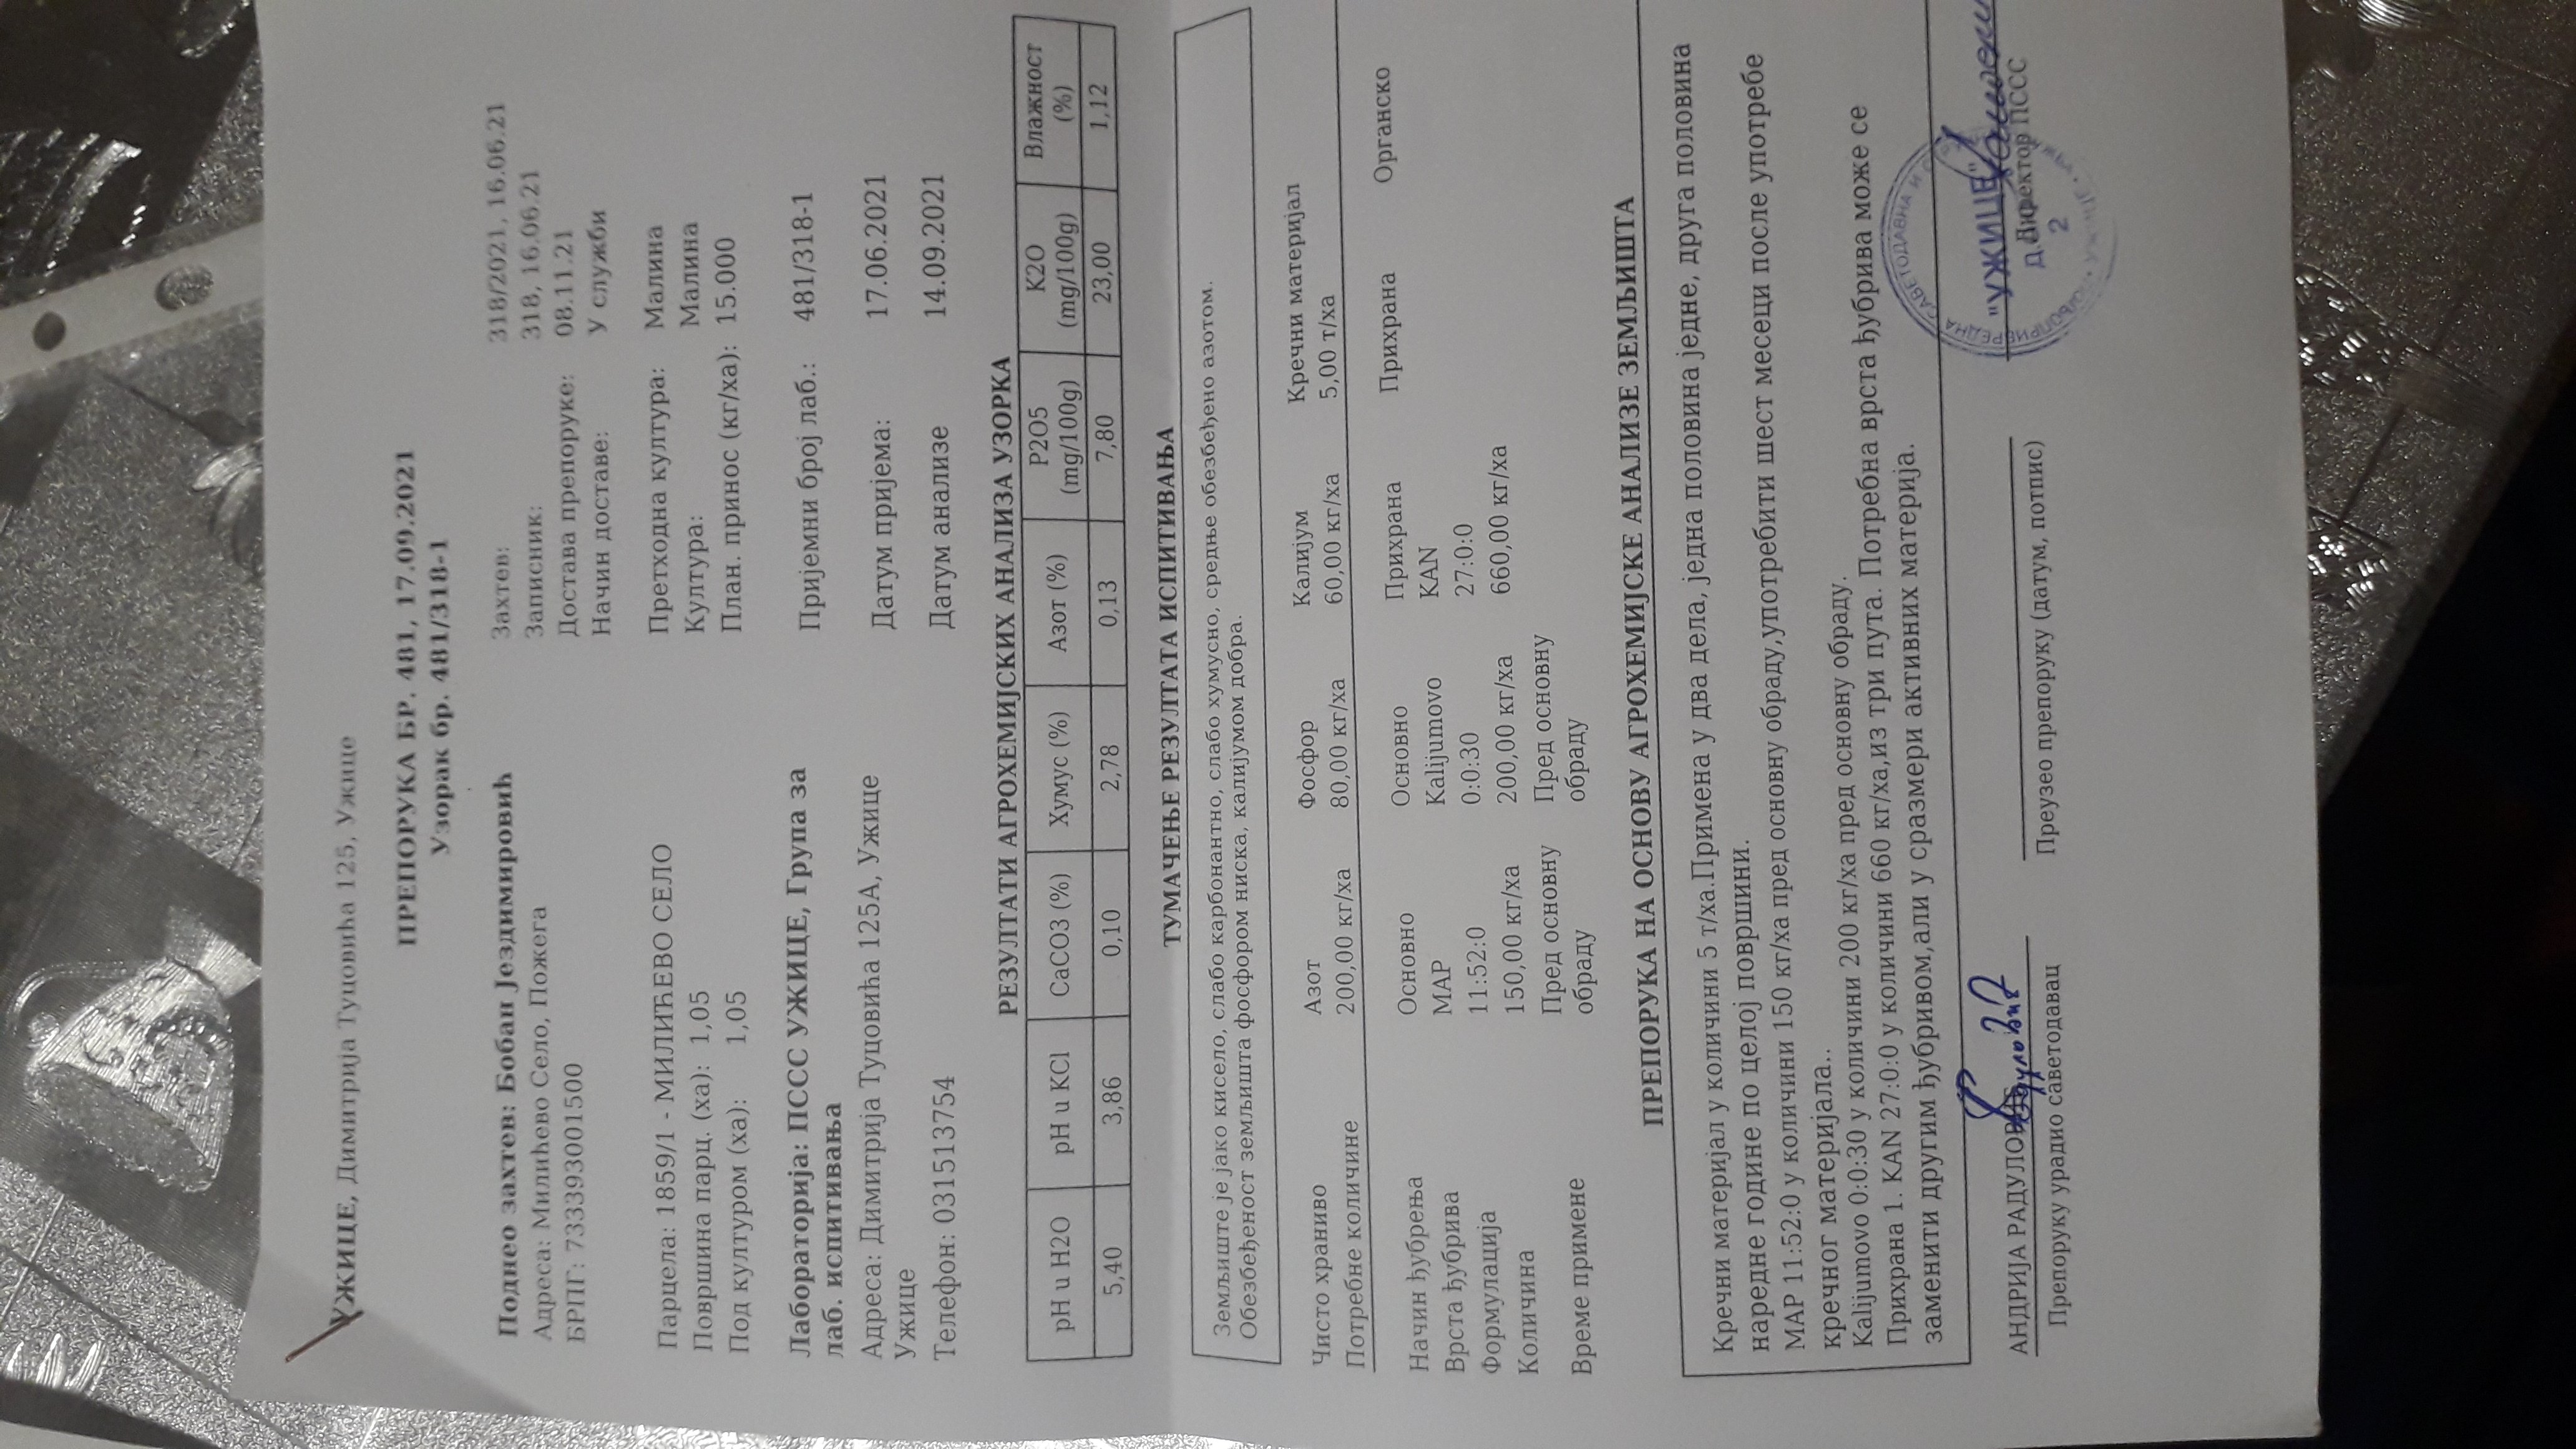 УЖИЦЕ, Димитрија Туцовића 125, Ужице
ПРЕПОРУКА БР. 481, 17.09.2021
Узорак бр. 481/318-1
Поднео захтев: Бобан Јездимировић
Адреса: Милићево Село, Пожега
БРПГ: 733393001500
Захтев: 318/2021, 16.06.21
Записник: 318, 16.06.21
Достава препоруке: 08.11.21
Начин доставе: У служби
Парцела: 1859/1 - МИЛИЋЕВО СЕЛО
Површина парц. (ха): 1,05
Под културом (ха): 1,05
Претходна култура: Малина
Култура: Малина
План. принос (кг/ха): 15.000
Лабораторија: ПССС УЖИЦЕ, Група за
лаб. испитивања
Адреса: Димитрија Туцовића 125А, Ужице
Ужице
Телефон: 031513754
Пријемни број лаб.: 481/318-1
Датум пријема: 17.06.2021
Датум анализе 14.09.2021
РЕЗУЛТАТИ АГРОХЕМИЈСКИХ АНАЛИЗА УЗОРКА
pH u H2O pH u KCl CaCO3 (%) Хумус (%) Азот (%) P2O5 (mg/100g) K2O (mg/100g) Влажност (%)
5,40 3,86 0,10 2,78 0,13 7,80 23,00 1,12
ТУМАЧЕЊЕ РЕЗУЛТАТА ИСПИТИВАЊА
Земљиште је јако кисело, слабо карбонантно, слабо хумусно, средње обезбеђено азотом.
Обезбеђеност земљишта фосфором ниска, калијумом добра.
Чисто храниво Азот Фосфор Калијум Кречни материјал
Потребне количине 200,00 кг/ха 80,00 кг/ха 60,00 кг/ха 5,00 т/ха
Начин ђубрења Основно Основно Прихрана Прихрана Органско
Врста ђубрива MAP Kalijumovo KAN
Формулација 11:52:0 0:0:30 27:0:0
Количина 150,00 кг/ха 200,00 кг/ха 660,00 кг/ха
Време примене Пред основну обраду Пред основну обраду
ПРЕПОРУКА НА ОСНОВУ АГРОХЕМИЈСКЕ АНАЛИЗЕ ЗЕМЉИШТА
Кречни материјал у количини 5 т/ха.Примена у два дела, једна половина једне, друга половина
наредне године по целој површини.
MAP 11:52:0 у количини 150 кг/ха пред основну обраду,употребити шест месеци после употребе
кречног материјала..
Kalijumovo 0:0:30 у количини 200 кг/ха пред основну обраду.
Прихрана 1. KAN 27:0:0 у количини 660 кг/ха,из три пута. Потребна врста ђубрива може се
заменити другим ђубривом,али у сразмери активних материја.
АНДРИЈА РАДУЛОВИЋ
Препоруку урадио саветодавац
Преузео препоруку (датум, потпис)
"УЖИЦЕ"
Директор ПССС
2